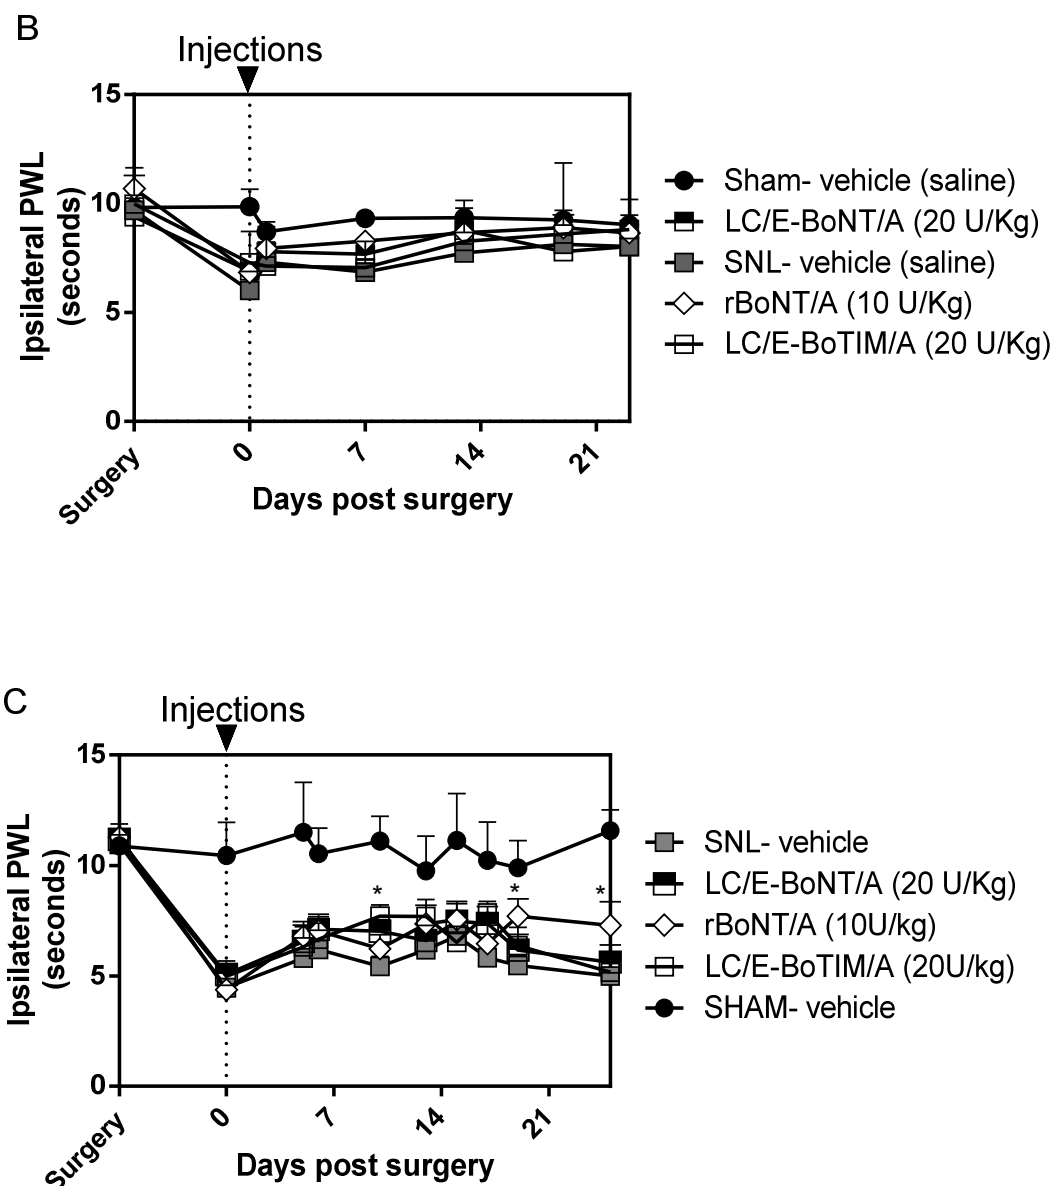 B
Injections
15
10
5
0
Ipsilateral PWL
(seconds)
Surgery
0
7
14
21
Days post surgery
Sham- vehicle (saline)
LC/E-BoNT/A (20 U/Kg)
SNL- vehicle (saline)
rBoNT/A (10 U/Kg)
LC/E-BoTIM/A (20 U/Kg)
C
Injections
15
10
5
0
Ipsilateral PWL
(seconds)
* * *
Surgery
0
7
14
21
Days post surgery
SNL- vehicle
LC/E-BoNT/A (20 U/Kg)
rBoNT/A (10U/kg)
LC/E-BoTIM/A (20U/kg)
SHAM- vehicle